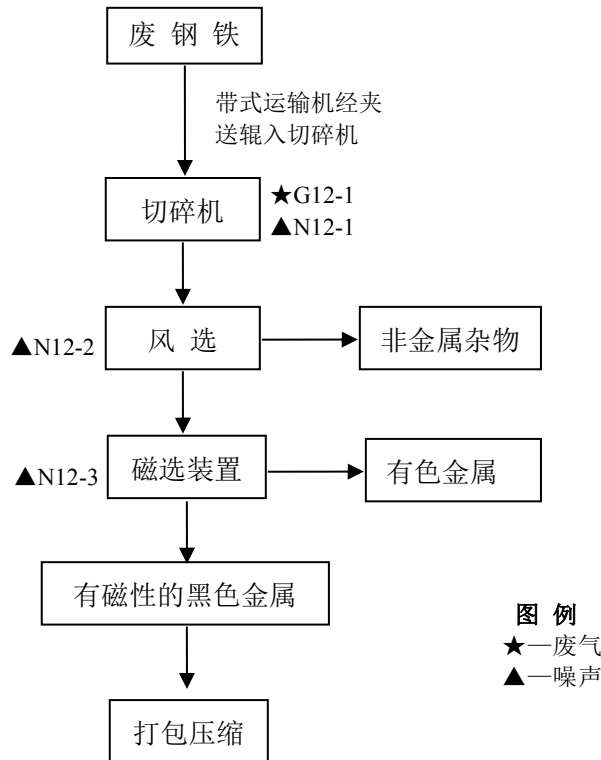 废 钢 铁
带式运输机经夹
送辊入切碎机
切碎机
★G12-1
▲N12-1
▲N12-2
风 选
非金属杂物
▲N12-3
磁选装置
有色金属
有磁性的黑色金属
图 例
★—废气
▲—噪声
打包压缩